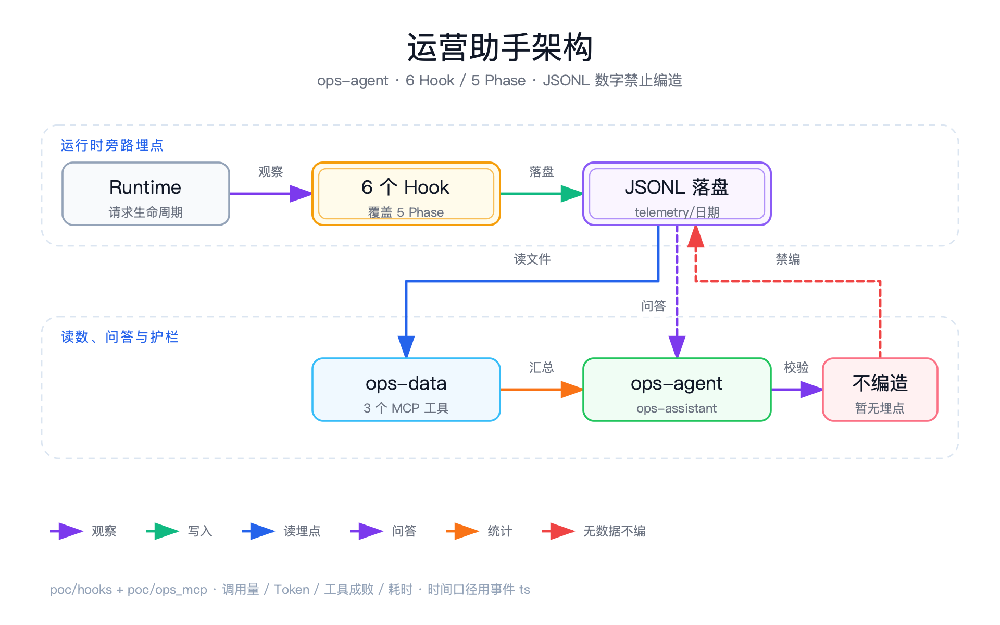 运营助手架构
ops-agent · 6 Hook / 5 Phase · JSONL 数字禁止编造
运行时旁路埋点
Runtime
请求生命周期
观察
6 个 Hook
覆盖 5 Phase
落盘
JSONL 落盘
telemetry/日期
读文件
禁编
问答
读数、问答与护栏
ops-data
3 个 MCP 工具
汇总
ops-agent
ops-assistant
校验
不编造
暂无埋点
观察
写入
读埋点
问答
统计
无数据不编
poc/hooks + poc/ops_mcp · 调用量 / Token / 工具成败 / 耗时 · 时间口径用事件 ts